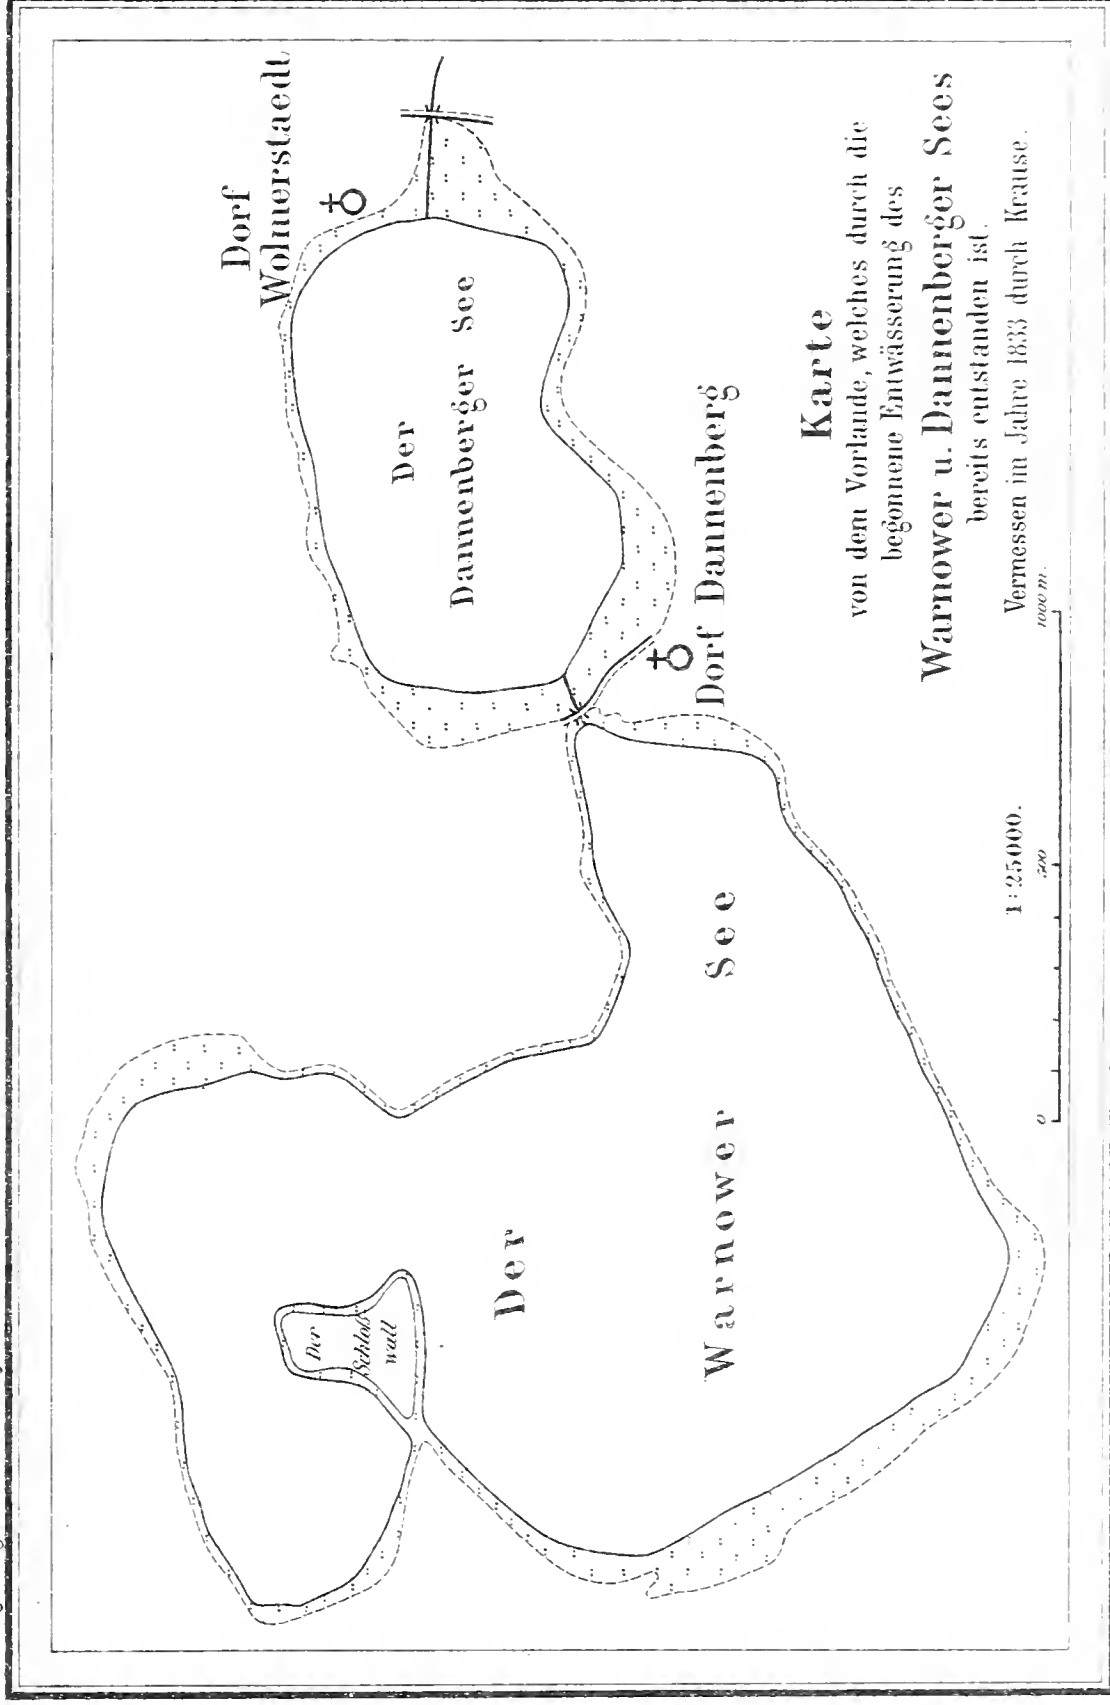 Dorf
Wolmerstaedt
Der
Dannenberger See
Dorf Dannenberg
Der
Schloß
wall
Der
Warnower See
Karte
von dem Vorlande, welches durch die
begonnene Entwässerung des
Warnower u. Dannenberger Sees
bereits entstanden ist.
Vermessen im Jahre 1833 durch Krause.
1:25000.
0 500 1000 m.